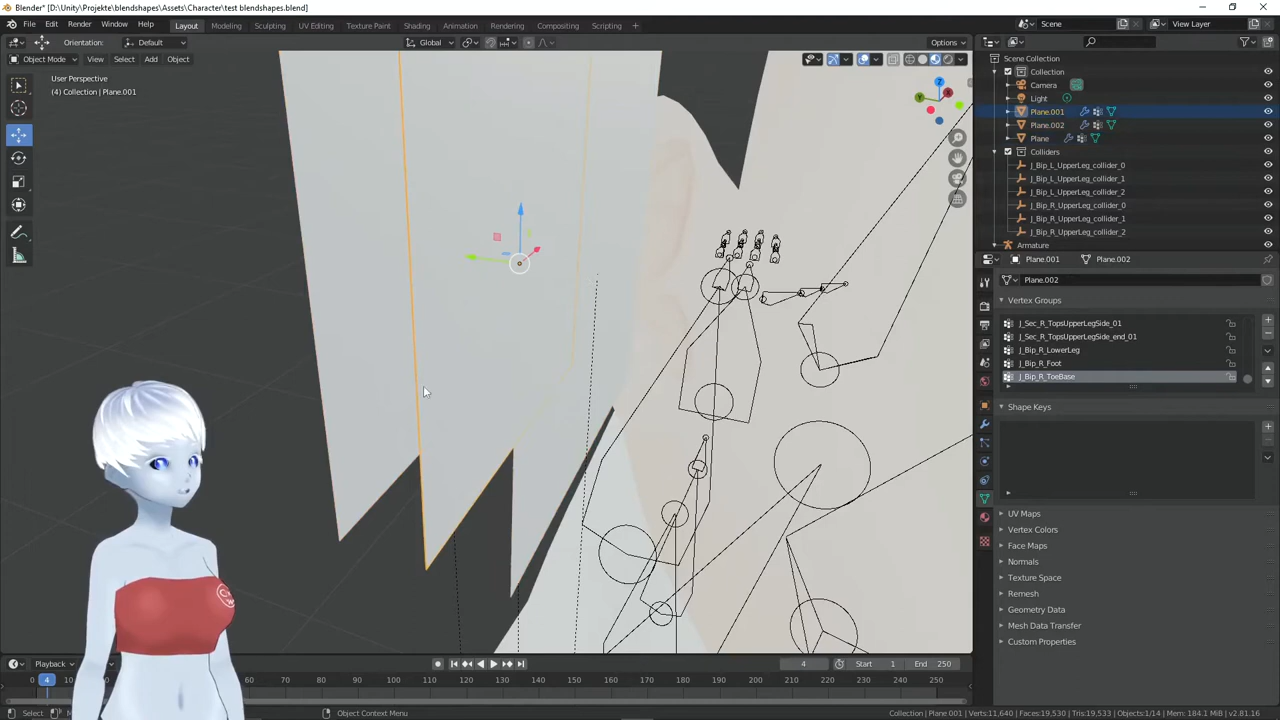 Blender* [D:\Unity\Projekte\blendshapes\Assets\Character\test blendshapes.blend]
File Edit Render Window Help Layout Modeling Sculpting UV Editing Texture Paint Shading Animation Rendering Compositing Scripting + Scene View Layer
Orientation: Default Global Options
Object Mode View Select Add Object
User Perspective
(4) Collection | Plane.001
Z
Y
X
Scene Collection
Collection
Camera
Light
Plane.001
Plane.002
Plane
Colliders
J_Bip_L_UpperLeg_collider_0
J_Bip_L_UpperLeg_collider_1
J_Bip_L_UpperLeg_collider_2
J_Bip_R_UpperLeg_collider_0
J_Bip_R_UpperLeg_collider_1
J_Bip_R_UpperLeg_collider_2
Armature
Plane.001 Plane.002
Plane.002
Vertex Groups
J_Sec_R_TopsUpperLegSide_01
J_Sec_R_TopsUpperLegSide_end_01
J_Bip_R_LowerLeg
J_Bip_R_Foot
J_Bip_R_ToeBase
Shape Keys
UV Maps
Vertex Colors
Face Maps
Normals
Texture Space
Remesh
Geometry Data
Mesh Data Transfer
Custom Properties
Playback 4 Start 1 End 250
0 4 10 60 70 80 90 100 110 120 130 140 150 160 170 180 190 200 210 220 230 240 250
Select Object Context Menu Collection | Plane.001 | Verts:11,640 | Faces:19,530 | Tris:19,533 | Objects:1/14 | Mem: 184.1 MiB | v2.81.16